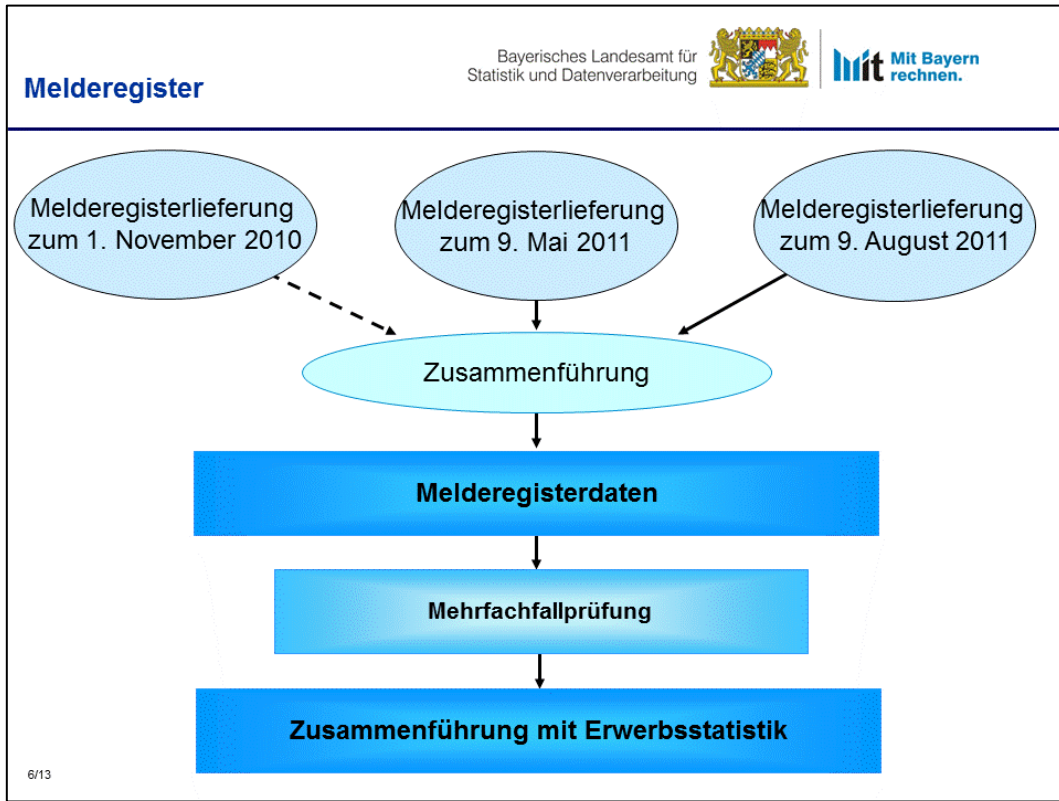 Melderegister
Bayerisches Landesamt für
Statistik und Datenverarbeitung
mit
Mit Bayern
rechnen.
Melderegisterlieferung
zum 1. November 2010
Melderegisterlieferung
zum 9. Mai 2011
Melderegisterlieferung
zum 9. August 2011
Zusammenführung
Melderegisterdaten
Mehrfachfallprüfung
Zusammenführung mit Erwerbsstatistik
6/13